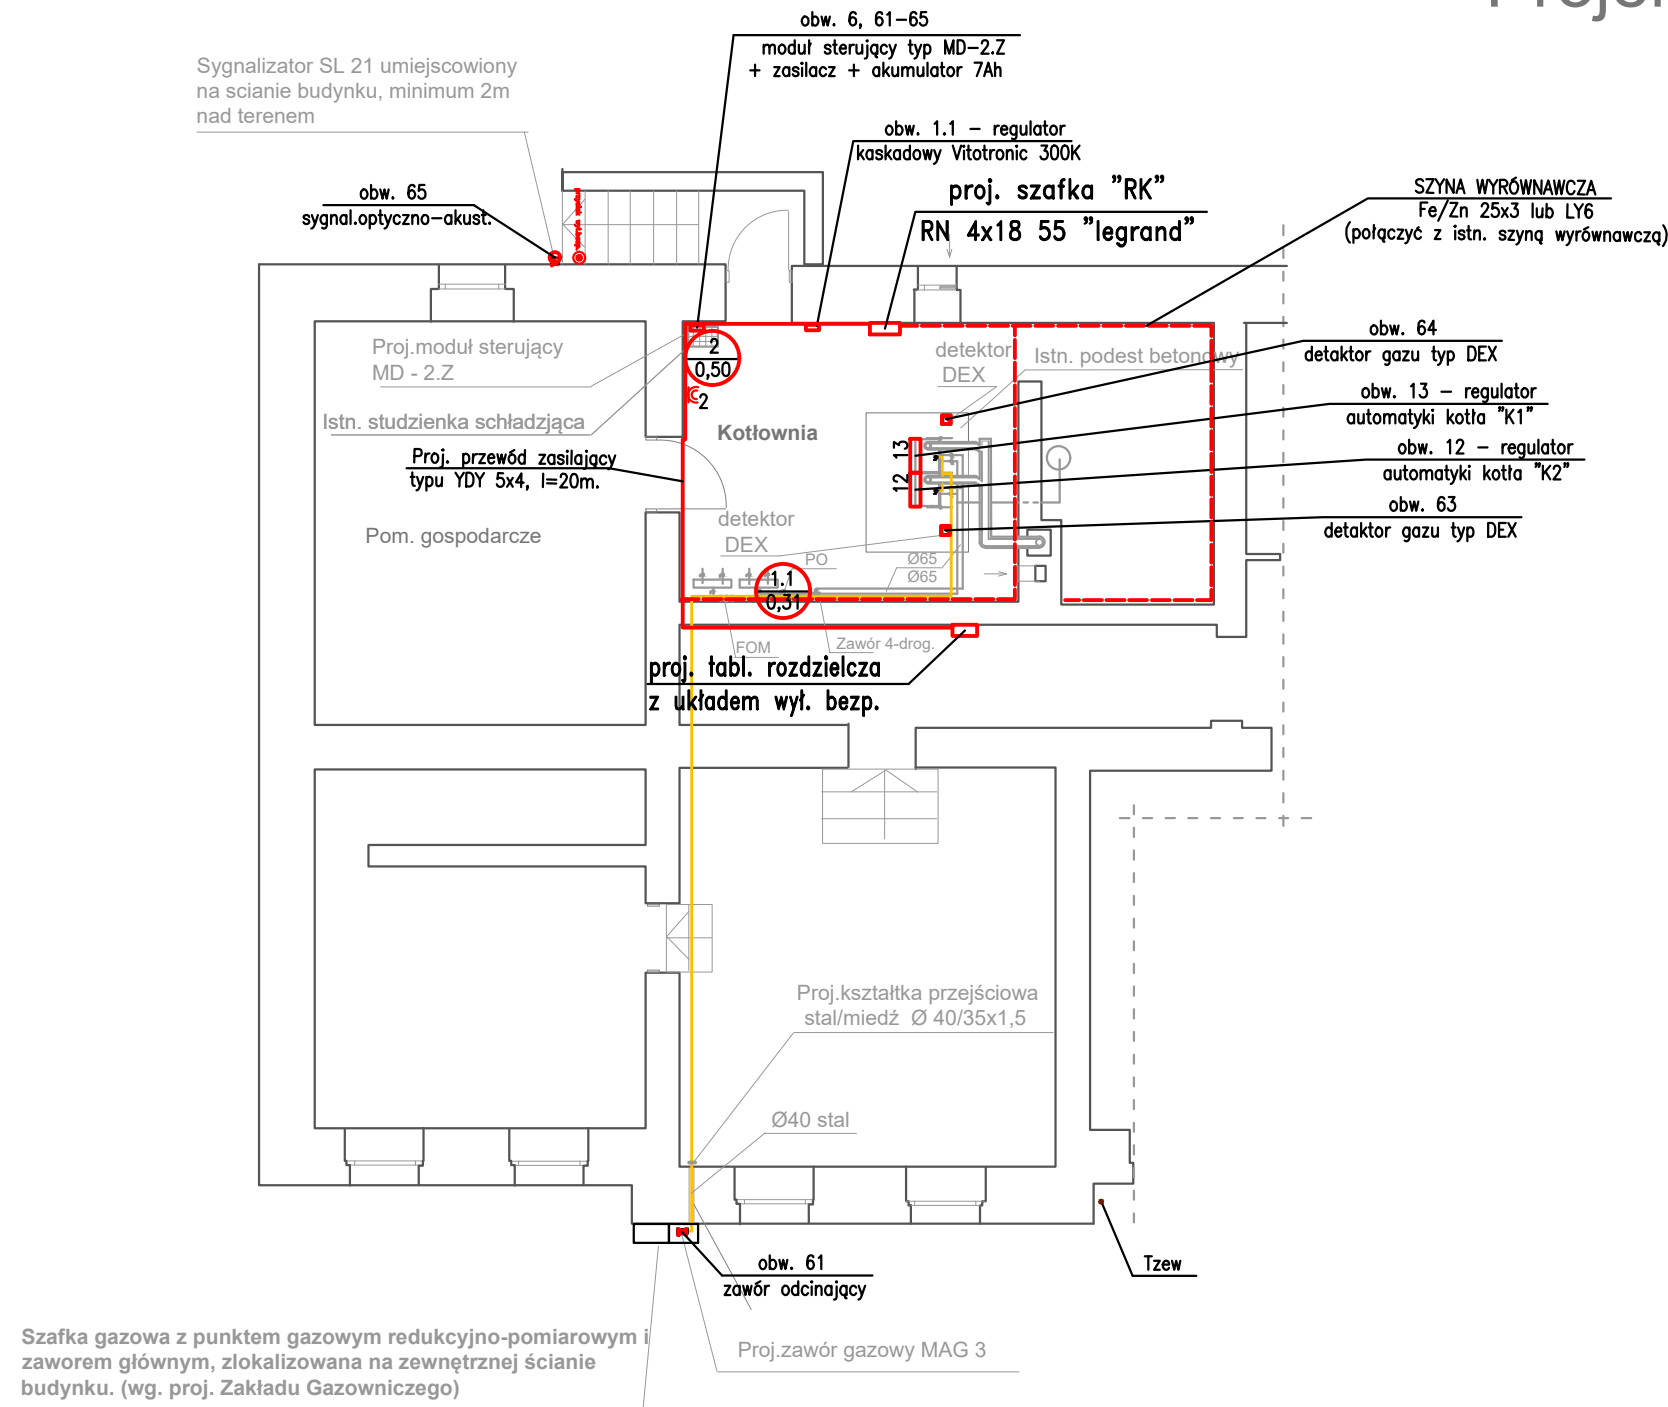 obw. 6, 61-65
moduł sterujący typ MD-2.Z
+ zasilacz + akumulator 7Ah
Sygnalizator SL 21 umiejscowiony
na scianie budynku, minimum 2m
nad terenem
obw. 1.1 - regulator
kaskadowy Vitotronic 300K
proj. szafka "RK"
RN 4x18 55 "legrand"
SZYNA WYRÓWNAWCZA
Fe/Zn 25x3 lub LY6
(połączyć z istn. szyną wyrównawczą)
obw. 65
sygnal.optyczno-akust.
obw. 64
detaktor gazu typ DEX
Proj.moduł sterujący
MD - 2.Z
2
0,50
2
detektor
DEX
Istn. podest betonowy
obw. 13 - regulator
automatyki kotła "K1"
Istn. studzienka schładzjąca
Kotłownia
13
12
obw. 12 - regulator
automatyki kotła "K2"
Proj. przewód zasilający
typu YDY 5x4, l=20m.
obw. 63
detaktor gazu typ DEX
Pom. gospodarcze
detektor
DEX
PO
Ø65
Ø65
1.1
0,31
FOM
Zawór 4-drog.
proj. tabl. rozdzielcza
z układem wył. bezp.
Proj.kształtka przejściowa
stal/miedź Ø 40/35x1,5
Ø40 stal
obw. 61
zawór odcinający
Tzew
Szafka gazowa z punktem gazowym redukcyjno-pomiarowym i
zaworem głównym, zlokalizowana na zewnętrznej ścianie
budynku. (wg. proj. Zakładu Gazowniczego)
Proj.zawór gazowy MAG 3